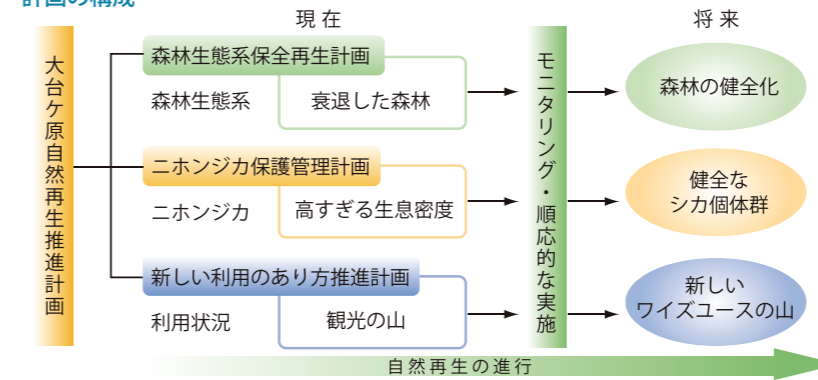 計画の構成
現在
将来
大台ケ原自然再生推進計画
森林生態系保全再生計画
森林生態系
衰退した森林
ニホンジカ保護管理計画
ニホンジカ
高すぎる生息密度
新しい利用のあり方推進計画
利用状況
観光の山
モニタリング・順応的な実施
森林の健全化
健全な
シカ個体群
新しい
ワイズユースの山
自然再生の進行